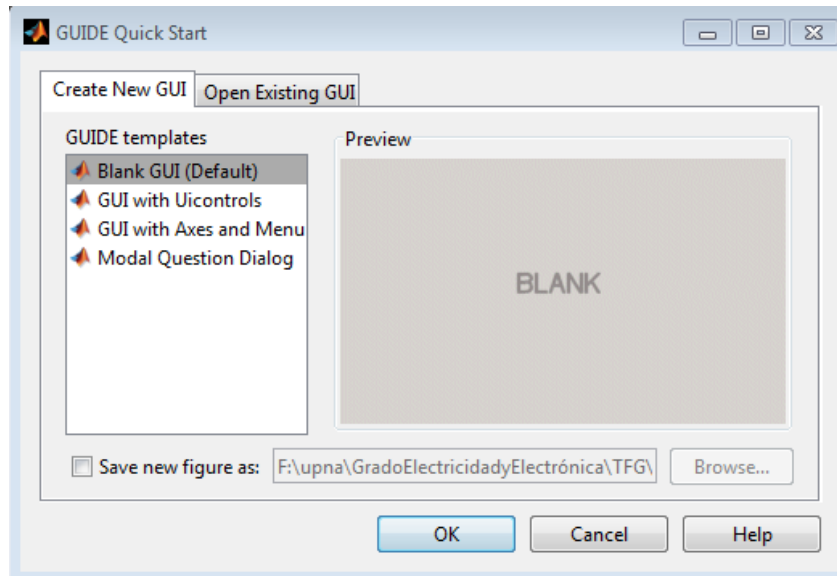 GUIDE Quick Start
Create New GUI
Open Existing GUI
GUIDE templates
Blank GUI (Default)
GUI with Uicontrols
GUI with Axes and Menu
Modal Question Dialog
Preview
BLANK
Save new figure as: F:\upna\GradoElectricidadyElectrónica\TFG\ Browse...
OK Cancel Help